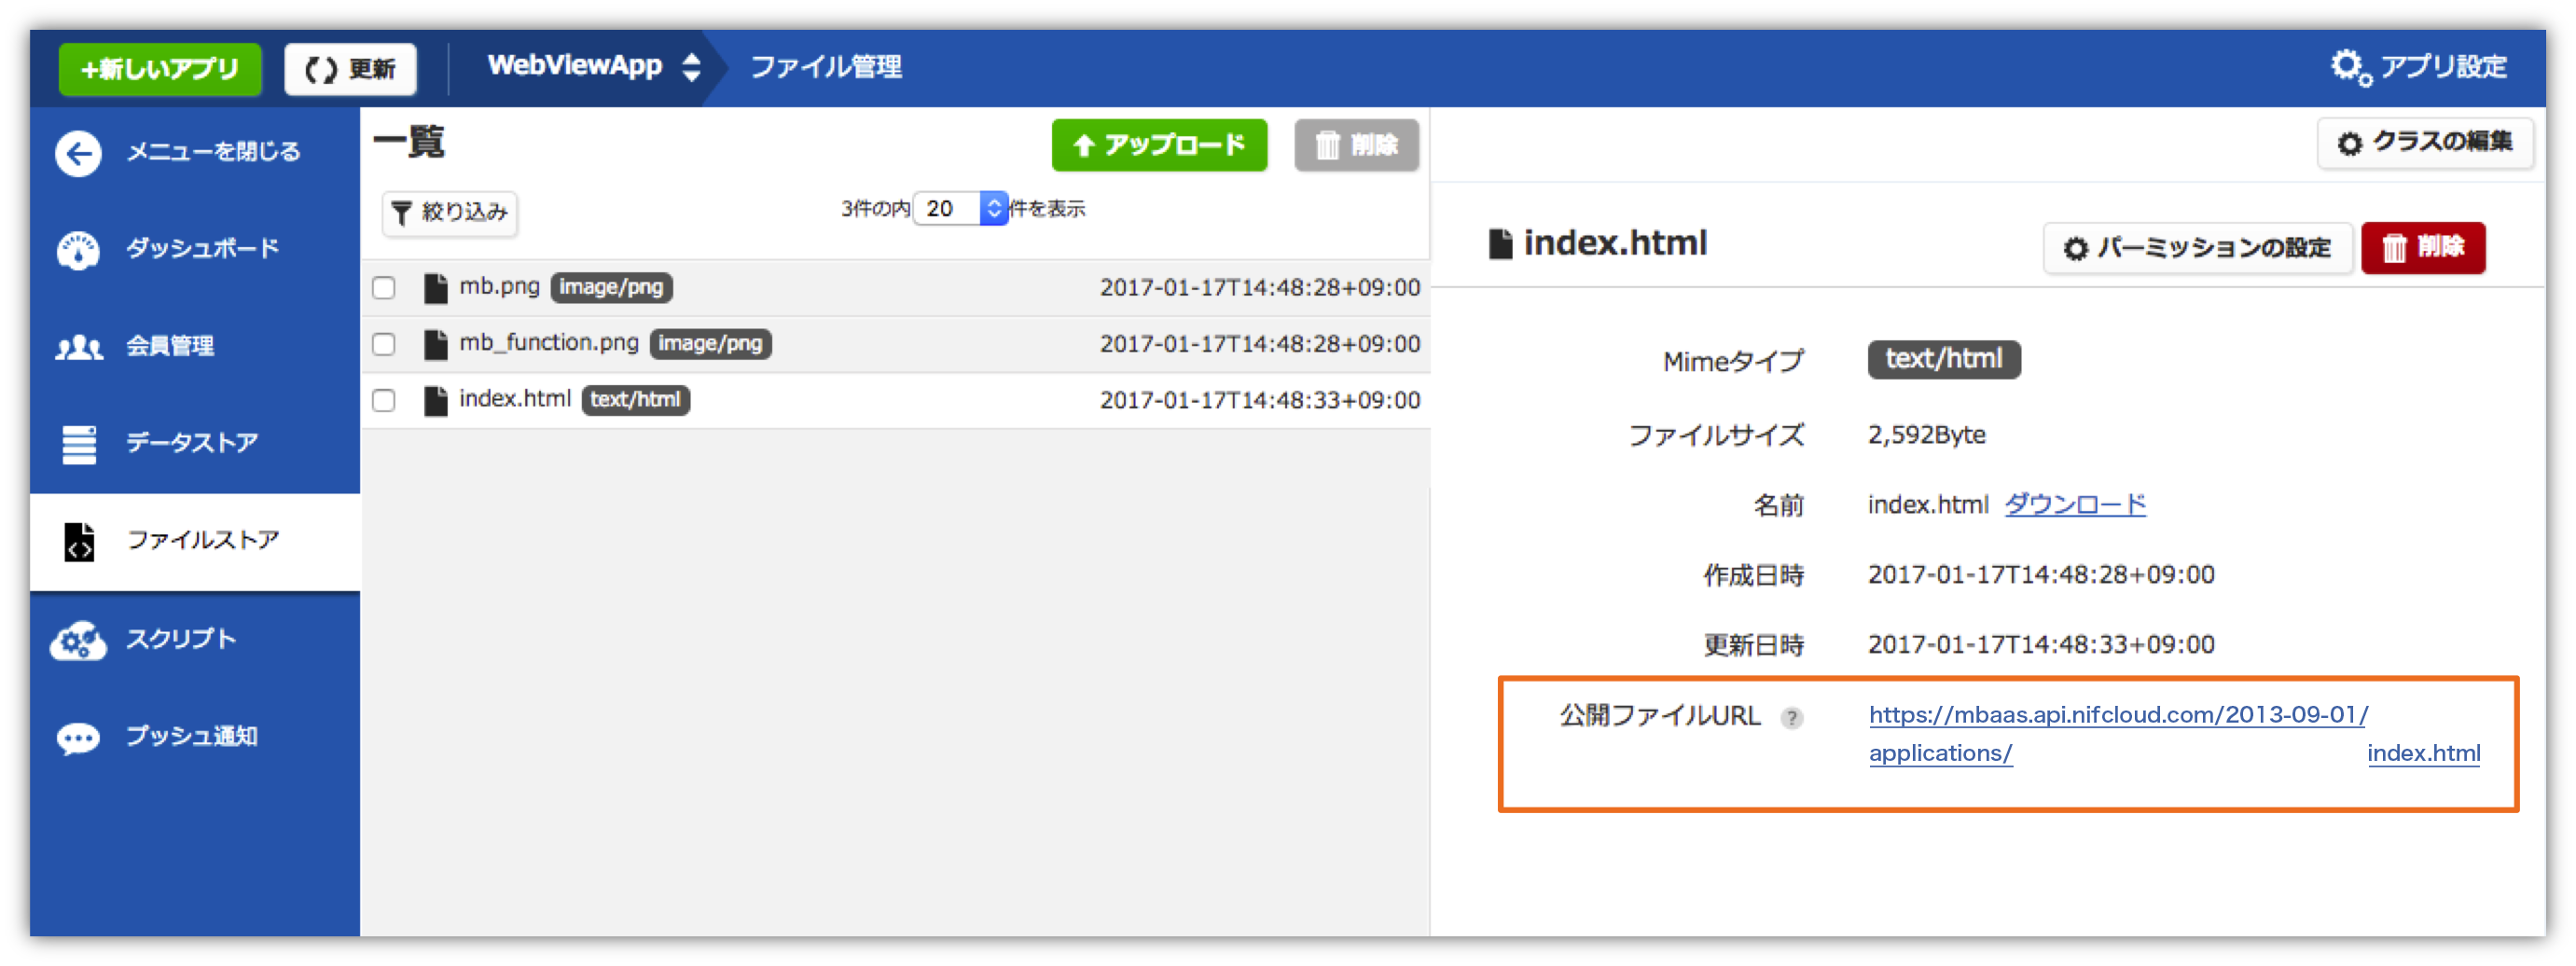 +新しいアプリ 更新 WebViewApp ファイル管理 アプリ設定
メニューを閉じる
ダッシュボード
会員管理
データストア
ファイルストア
スクリプト
プッシュ通知
一覧 アップロード 削除
絞り込み 3件の内 20 件を表示
mb.png image/png 2017-01-17T14:48:28+09:00
mb_function.png image/png 2017-01-17T14:48:28+09:00
index.html text/html 2017-01-17T14:48:33+09:00
クラスの編集
index.html パーミッションの設定 削除
Mimeタイプ text/html
ファイルサイズ 2,592Byte
名前 index.html ダウンロード
作成日時 2017-01-17T14:48:28+09:00
更新日時 2017-01-17T14:48:33+09:00
公開ファイルURL ? https://mbaas.api.nifcloud.com/2013-09-01/
applications/ index.html